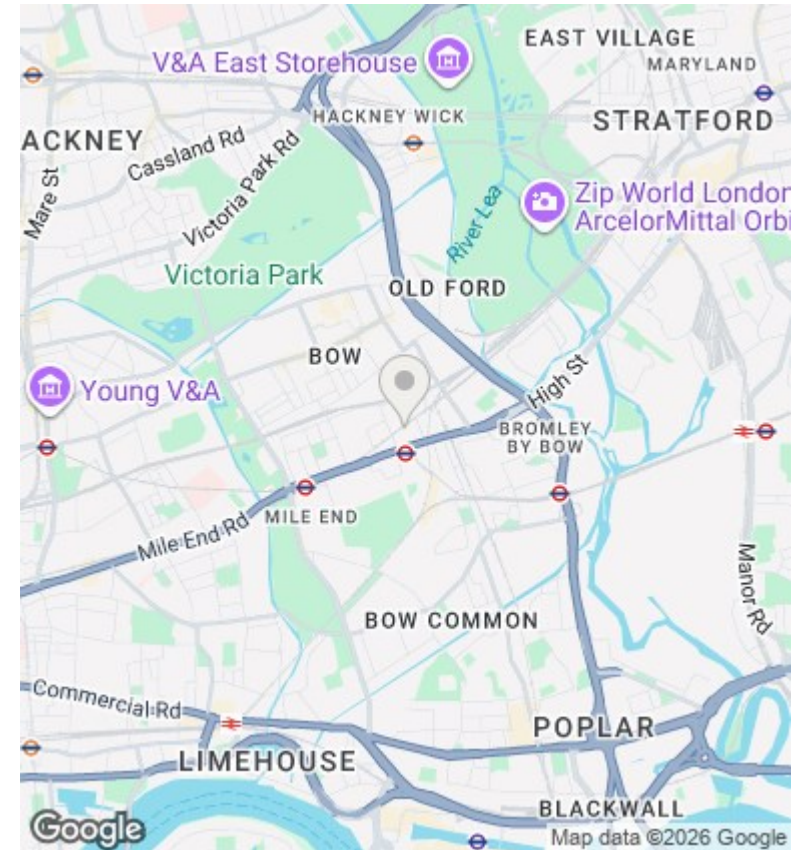 EAST VILLAGE
V&A East Storehouse
MARYLAND
HACKNEY WICK
STRATFORD
ACKNEY
Cassland Rd
Mare St
Victoria Park Rd
River Lea
Zip World London
ArcelorMittal Orbi
Victoria Park
OLD FORD
BOW
Young V&A
High St
BROMLEY
BY BOW
MILE END
Mile End Rd
Manor Rd
BOW COMMON
Commercial Rd
POPLAR
LIMEHOUSE
BLACKWALL
Google
Map data ©2026 Google